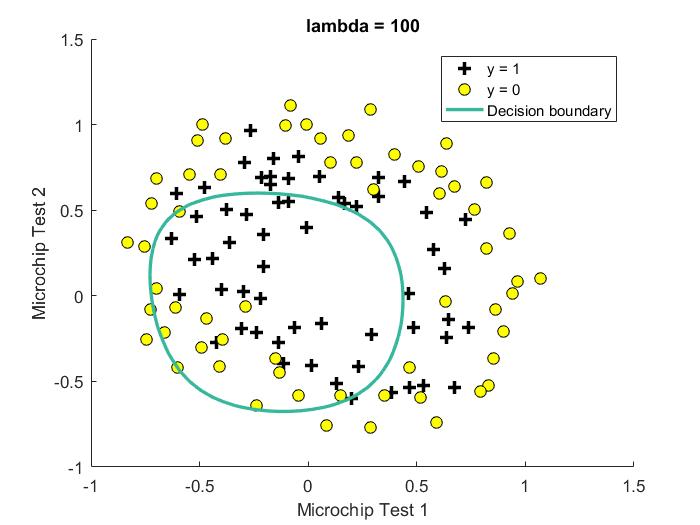 lambda = 100
1.5
y = 1
y = 0
Decision boundary
1
0.5
Microchip Test 2
0
-0.5
-1
-1
-0.5
0
0.5
1
1.5
Microchip Test 1